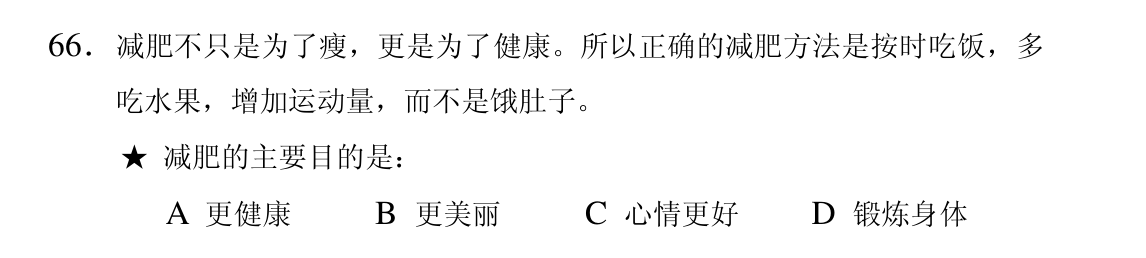 66．减肥不只是为了瘦，更是为了健康。所以正确的减肥方法是按时吃饭，多
吃水果，增加运动量，而不是饿肚子。
★ 减肥的主要目的是：
A 更健康 B 更美丽 C 心情更好 D 锻炼身体